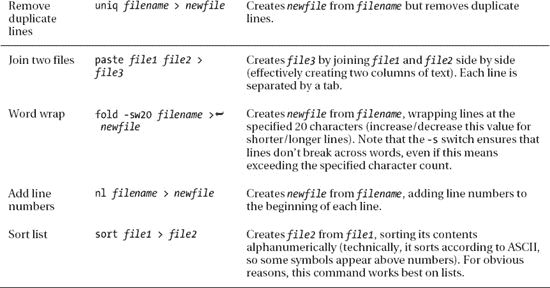 Remove duplicate lines
uniq filename > newfile
Creates newfile from filename but removes duplicate lines.
Join two files
paste file1 file2 > file3
Creates file3 by joining file1 and file2 side by side (effectively creating two columns of text). Each line is separated by a tab.
Word wrap
fold -sw20 filename >↩ newfile
Creates newfile from filename, wrapping lines at the specified 20 characters (increase/decrease this value for shorter/longer lines). Note that the -s switch ensures that lines don't break across words, even if this means exceeding the specified character count.
Add line numbers
nl filename > newfile
Creates newfile from filename, adding line numbers to the beginning of each line.
Sort list
sort file1 > file2
Creates file2 from file1, sorting its contents alphanumerically (technically, it sorts according to ASCII, so some symbols appear above numbers). For obvious reasons, this command works best on lists.